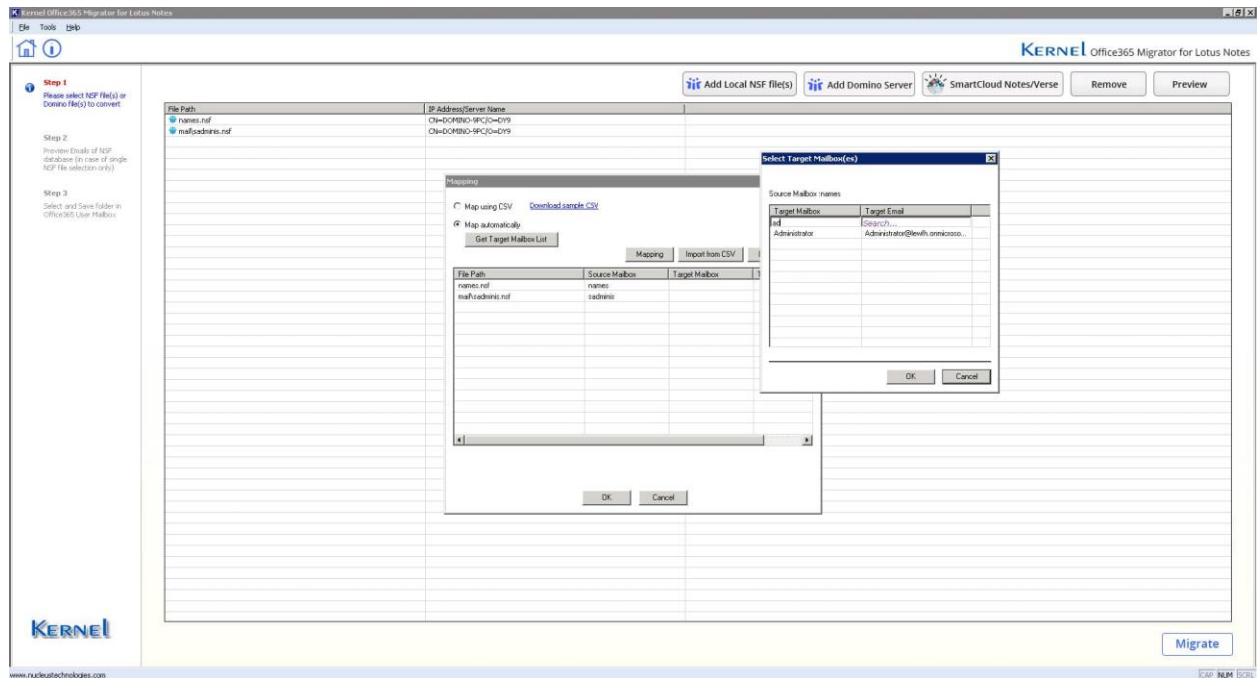 Kernel Office365 Migrator for Lotus Notes
File Tools Help
KERNEL Office365 Migrator for Lotus Notes
Step 1
Please select NSF file(s) or
Domino file(s) to convert
Step 2
Preview Emails of NSF
database (in case of single
NSF file selection only)
Step 3
Select and Save folder in
Office365 User Mailbox
Add Local NSF file(s) Add Domino Server SmartCloud Notes/Verse Remove Preview
File Path IP Address/Server Name
names.nsf CN=DOMINO-9PC/O=DY9
mail\sadminis.nsf CN=DOMINO-9PC/O=DY9
Mapping
Map using CSV Download sample CSV
Map automatically
Get Target Mailbox List
Mapping Import from CSV
File Path Source Mailbox Target Mailbox
names.nsf names
mail\sadminis.nsf sadminis
OK Cancel
Select Target Mailbox(es)
Source Mailbox :names
Target Mailbox Target Email
ad Search...
Administrator Administrator@lewlh.onmicroso...
OK Cancel
KERNEL
Migrate
www.nucleustechnologies.com
CAP NUM SCRL